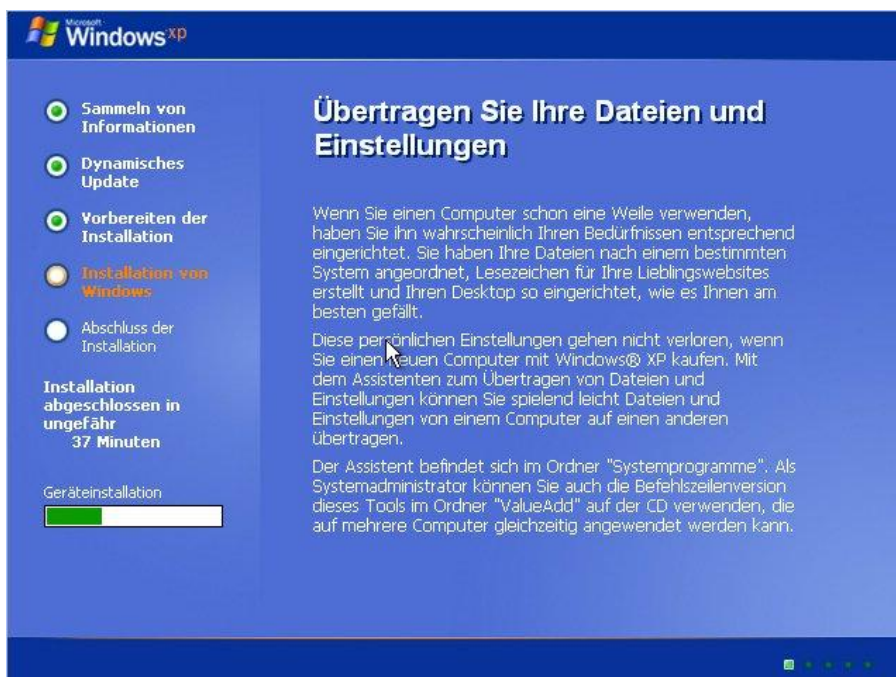 Microsoft
Windows xp
Sammeln von
Informationen
Dynamisches
Update
Vorbereiten der
Installation
Installation von
Windows
Abschluss der
Installation
Installation
abgeschlossen in
ungefähr
37 Minuten
Geräteinstallation
Übertragen Sie Ihre Dateien und
Einstellungen
Wenn Sie einen Computer schon eine Weile verwenden,
haben Sie ihn wahrscheinlich Ihren Bedürfnissen entsprechend
eingerichtet. Sie haben Ihre Dateien nach einem bestimmten
System angeordnet, Lesezeichen für Ihre Lieblingswebsites
erstellt und Ihren Desktop so eingerichtet, wie es Ihnen am
besten gefällt.
Diese persönlichen Einstellungen gehen nicht verloren, wenn
Sie einen neuen Computer mit Windows® XP kaufen. Mit
dem Assistenten zum Übertragen von Dateien und
Einstellungen können Sie spielend leicht Dateien und
Einstellungen von einem Computer auf einen anderen
übertragen.
Der Assistent befindet sich im Ordner "Systemprogramme". Als
Systemadministrator können Sie auch die Befehlszeilenversion
dieses Tools im Ordner "ValueAdd" auf der CD verwenden, die
auf mehrere Computer gleichzeitig angewendet werden kann.